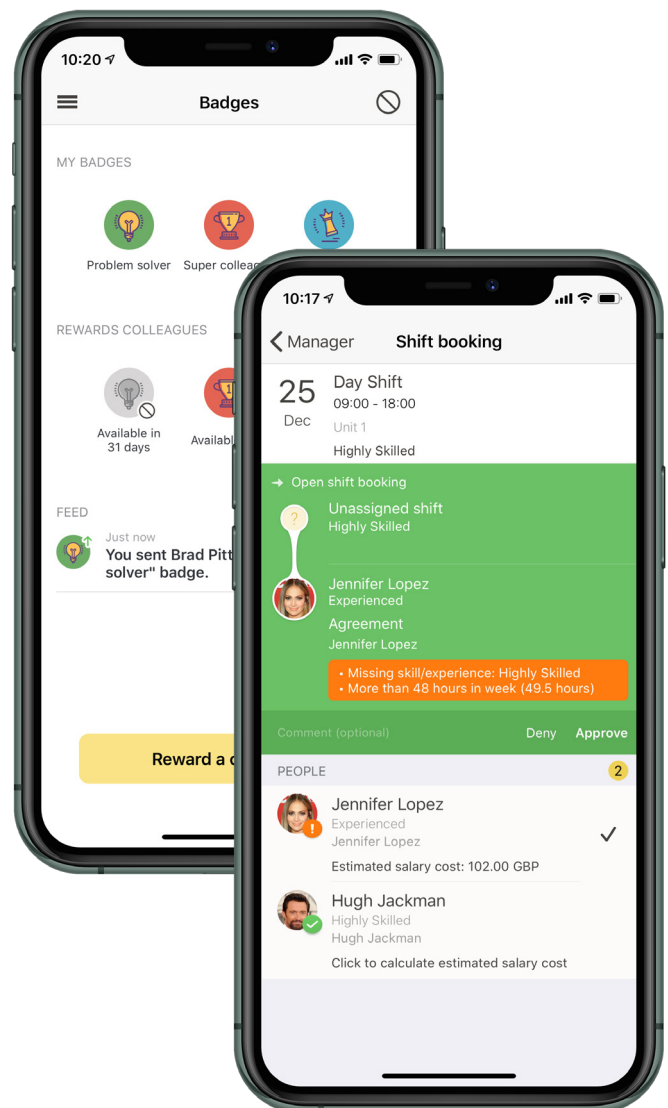 10:20
Badges
MY BADGES
Problem solver
Super
REWARDS COLLEAGUES
Available in
31 days
FEED
Just now
You sent Brad Pitt
solver" badge.
Reward a
10:17
Manager
Shift booking
25
Dec
Day Shift
09:00 - 18:00
Unit 1
Highly Skilled
Open shift booking
?
Unassigned shift
Highly Skilled
Jennifer Lopez
Experienced
Agreement
Jennifer Lopez
• Missing skill/experience: Highly Skilled
• More than 48 hours in week (49.5 hours)
Comment (optional)
Deny
Approve
PEOPLE
2
Jennifer Lopez
Experienced
Jennifer Lopez
Estimated salary cost: 102.00 GBP
Hugh Jackman
Highly Skilled
Hugh Jackman
Click to calculate estimated salary cost